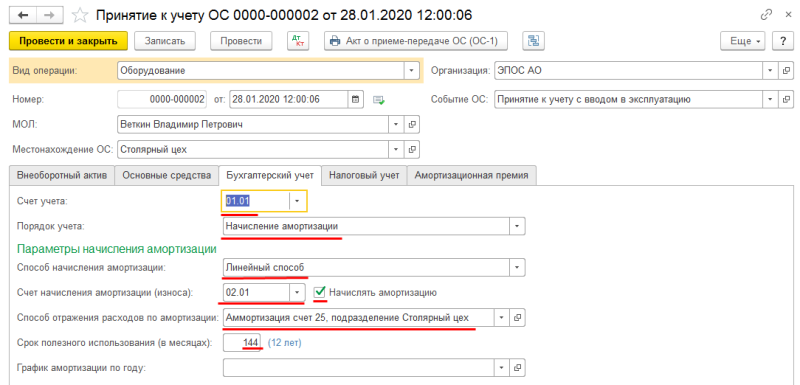 Принятие к учету ОС 0000-000002 от 28.01.2020 12:00:06
Провести и закрыть Записать Провести Дт Кт Акт о приеме-передаче ОС (ОС-1) Еще ?
Вид операции: Оборудование Организация: ЭПОС АО
Номер: 0000-000002 от: 28.01.2020 12:00:06 Событие ОС: Принятие к учету с вводом в эксплуатацию
МОЛ: Веткин Владимир Петрович
Местонахождение ОС: Столярный цех
Внеоборотный актив Основные средства Бухгалтерский учет Налоговый учет Амортизационная премия
Счет учета: 01.01
Порядок учета: Начисление амортизации
Параметры начисления амортизации
Способ начисления амортизации: Линейный способ
Счет начисления амортизации (износа): 02.01 Начислять амортизацию
Способ отражения расходов по амортизации: Аммортизация счет 25, подразделение Столярный цех
Срок полезного использования (в месяцах): 144 (12 лет)
График амортизации по году: